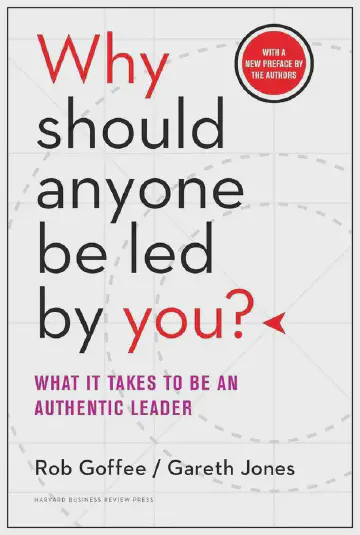 Why
should
anyone
be led
by you?
WITH A
NEW PREFACE BY
THE AUTHORS
WHAT IT TAKES TO BE AN
AUTHENTIC LEADER
Rob Goffee / Gareth Jones
HARVARD BUSINESS REVIEW PRESS